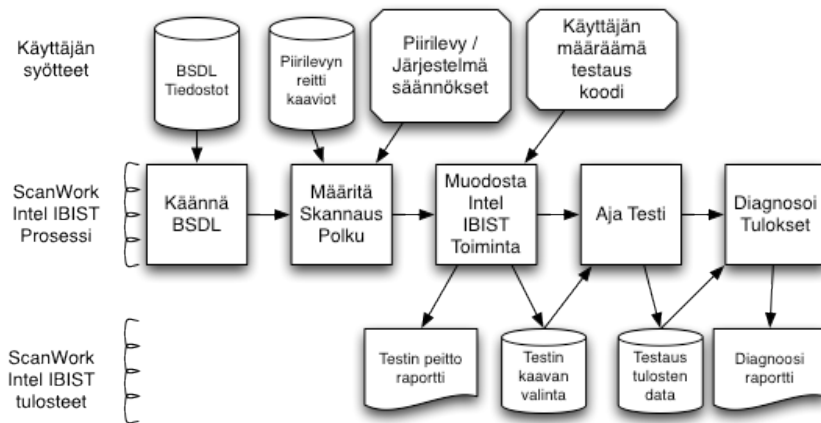 Käyttäjän
syötteet
BSDL
Tiedostot
Piirilevyn
reitti
kaaviot
Piirilevy /
Järjestelmä
säännökset
Käyttäjän
määräämä
testaus
koodi
ScanWork
Intel IBIST
Prosessi
Käännä
BSDL
Määritä
Skannaus
Polku
Muodosta
Intel
IBIST
Toiminta
Aja Testi
Diagnosoi
Tulokset
ScanWork
Intel IBIST
tulosteet
Testin peitto
raportti
Testin
kaavan
valinta
Testaus
tulosten
data
Diagnoosi
raportti